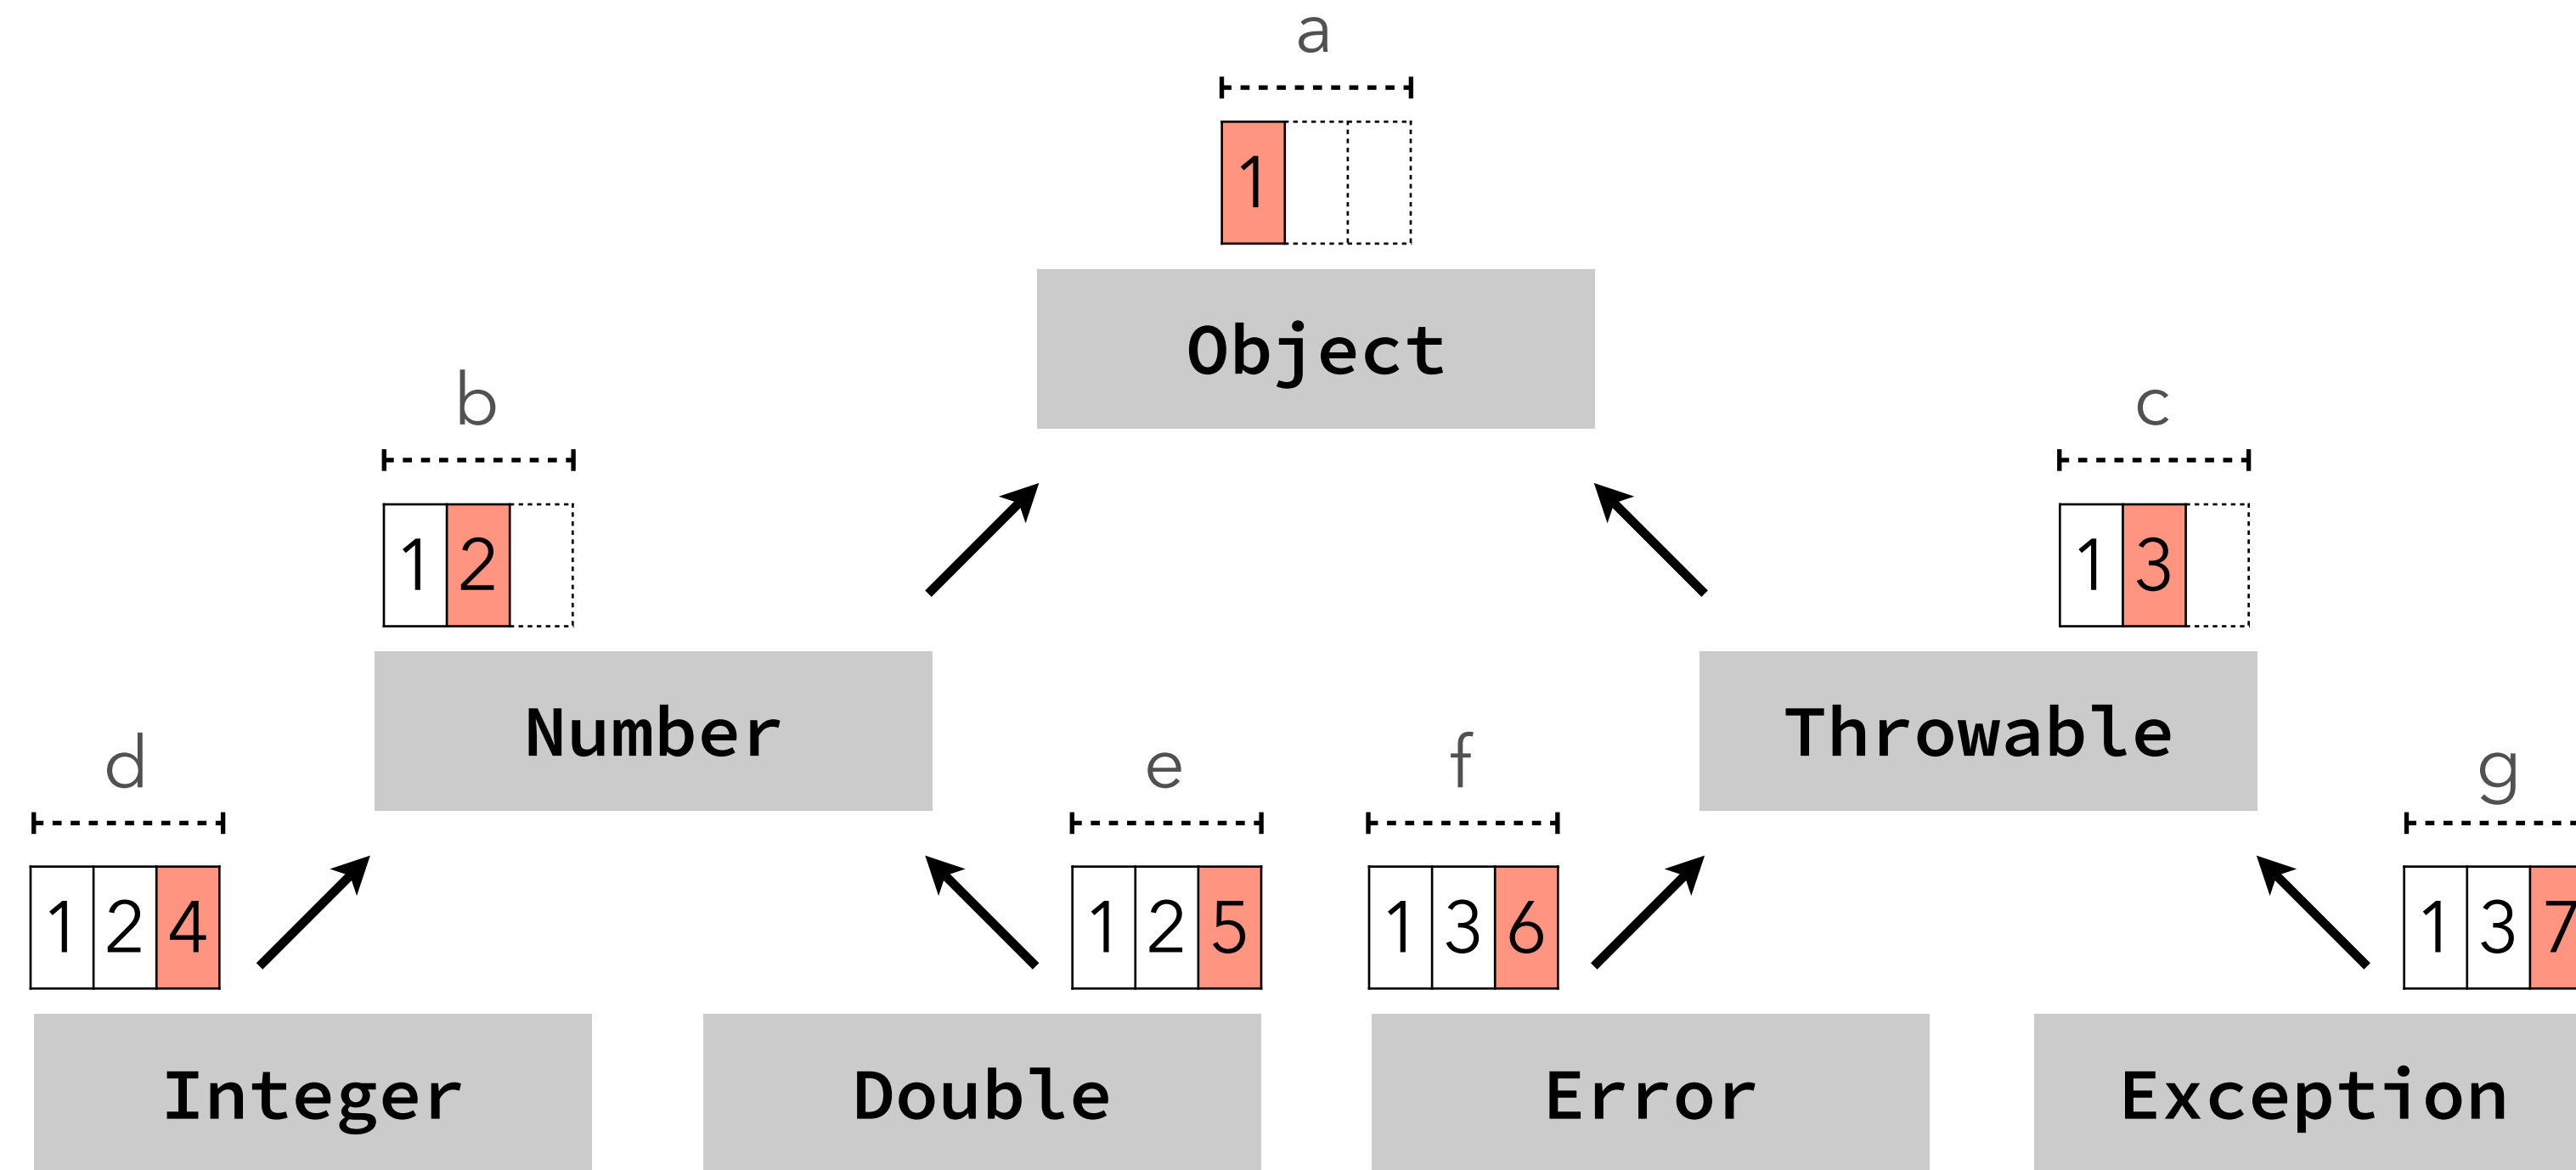 a
1
Object
b
c
1 2
1 3
Number
Throwable
d
e
f
g
1 2 4
1 2 5
1 3 6
1 3 7
Integer
Double
Error
Exception